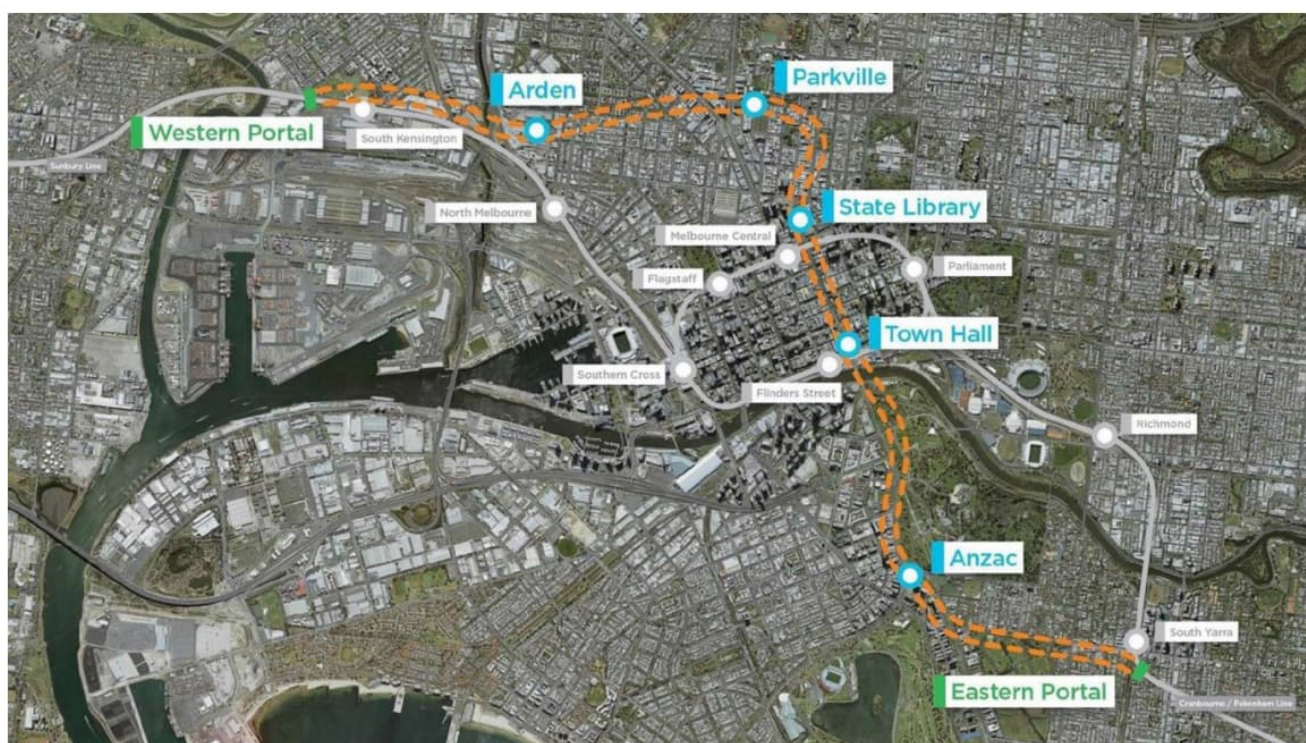 Parkville
Arden
Western Portal
South Kensington
Sunbury Line
State Library
North Melbourne
Melbourne Central
Parliament
Flagstaff
Town Hall
Southern Cross
Flinders Street
Richmond
Anzac
South Yarra
Eastern Portal
Cranbourne / Pakenham Line